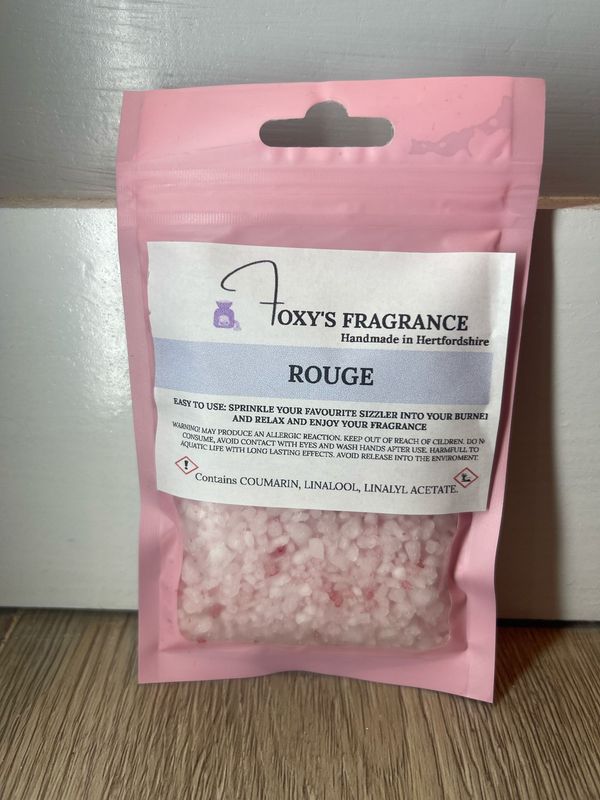 FOXY'S FRAGRANCE
Handmade in Hertfordshire
ROUGE
EASY TO USE: SPRINKLE YOUR FAVOURITE SIZZLER INTO YOUR BURNER
AND RELAX AND ENJOY YOUR FRAGRANCE
WARNING! MAY PRODUCE AN ALLERGIC REACTION. KEEP OUT OF REACH OF CILDREN. DO N
CONSUME, AVOID CONTACT WITH EYES AND WASH HANDS AFTER USE. HARMFULL TO
AQUATIC LIFE WITH LONG LASTING EFFECTS. AVOID RELEASE INTO THE ENVIROMENT.
Contains COUMARIN, LINALOOL, LINALYL ACETATE.